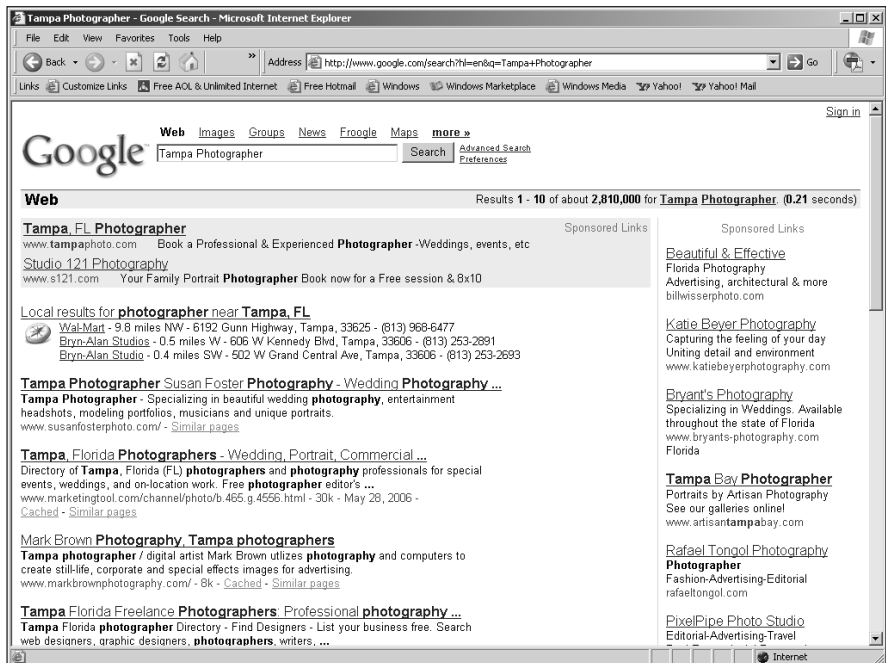 Tampa Photographer - Google Search - Microsoft Internet Explorer
File Edit View Favorites Tools Help
Back » Address http://www.google.com/search?hl=en&q=Tampa+Photographer Go
Links Customize Links Free AOL & Unlimited Internet Free Hotmail Windows Windows Marketplace Windows Media Yahoo! Yahoo! Mail
Sign in
Google™
Web Images Groups News Froogle Maps more »
Tampa Photographer Search Advanced Search
Preferences
Web Results 1 - 10 of about 2,810,000 for Tampa Photographer. (0.21 seconds)
Tampa, FL Photographer Sponsored Links
www.tampaphoto.com Book a Professional & Experienced Photographer -Weddings, events, etc
Studio 121 Photography
www.s121.com Your Family Portrait Photographer Book now for a Free session & 8x10
Local results for photographer near Tampa, FL
Wal-Mart - 9.8 miles NW - 6192 Gunn Highway, Tampa, 33625 - (813) 968-6477
Bryn-Alan Studios - 0.5 miles W - 606 W Kennedy Blvd, Tampa, 33606 - (813) 253-2891
Bryn-Alan Studio - 0.4 miles SW - 502 W Grand Central Ave, Tampa, 33606 - (813) 253-2693
Tampa Photographer Susan Foster Photography - Wedding Photography ...
Tampa Photographer - Specializing in beautiful wedding photography, entertainment
headshots, modeling portfolios, musicians and unique portraits.
www.susanfosterphoto.com/ - Similar pages
Tampa, Florida Photographers - Wedding, Portrait, Commercial ...
Directory of Tampa, Florida (FL) photographers and photography professionals for special
events, weddings, and on-location work. Free photographer editor's ...
www.marketingtool.com/channel/photo/b.465.g.4556.html - 30k - May 28, 2006 -
Cached - Similar pages
Mark Brown Photography, Tampa photographers
Tampa photographer / digital artist Mark Brown utlizes photography and computers to
create still-life, corporate and special effects images for advertising.
www.markbrownphotography.com/ - 8k - Cached - Similar pages
Tampa Florida Freelance Photographers: Professional photography ...
Tampa Florida photographer Directory - Find Designers - List your business free. Search
web designers, graphic designers, photographers, writers, ...
Sponsored Links
Beautiful & Effective
Florida Photography
Advertising, architectural & more
billwisserphoto.com
Katie Beyer Photography
Capturing the feeling of your day
Uniting detail and environment
www.katiebeyerphotography.com
Bryant's Photography
Specializing in Weddings. Available
throughout the state of Florida
www.bryants-photography.com
Florida
Tampa Bay Photographer
Portraits by Artisan Photography
See our galleries online!
www.artisantampabay.com
Rafael Tongol Photography
Photographer
Fashion-Advertising-Editorial
rafaeltongol.com
PixelPipe Photo Studio
Editorial-Advertising-Travel
Internet